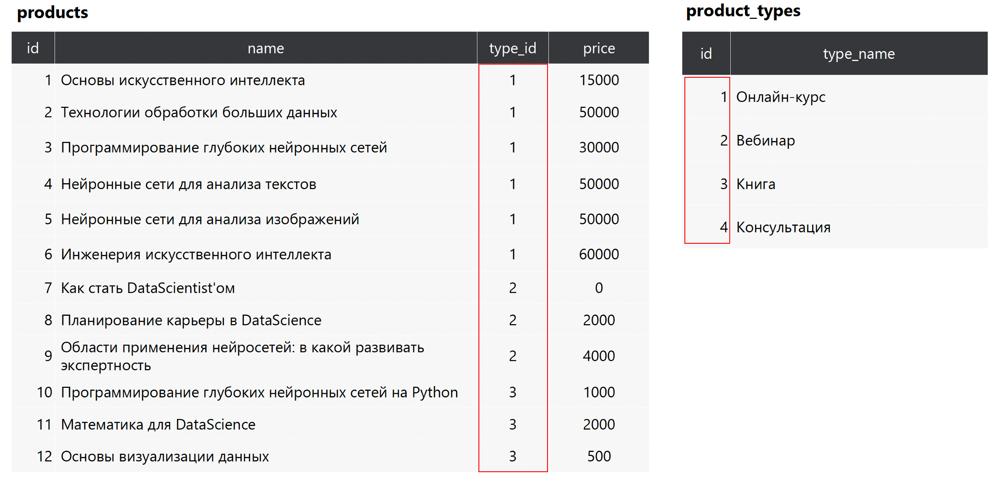 products
id name type_id price
1 Основы искусственного интеллекта 1 15000
2 Технологии обработки больших данных 1 50000
3 Программирование глубоких нейронных сетей 1 30000
4 Нейронные сети для анализа текстов 1 50000
5 Нейронные сети для анализа изображений 1 50000
6 Инженерия искусственного интеллекта 1 60000
7 Как стать DataScientist'ом 2 0
8 Планирование карьеры в DataScience 2 2000
9 Области применения нейросетей: в какой развивать
экспертность 2 4000
10 Программирование глубоких нейронных сетей на Python 3 1000
11 Математика для DataScience 3 2000
12 Основы визуализации данных 3 500
product_types
id type_name
1 Онлайн-курс
2 Вебинар
3 Книга
4 Консультация